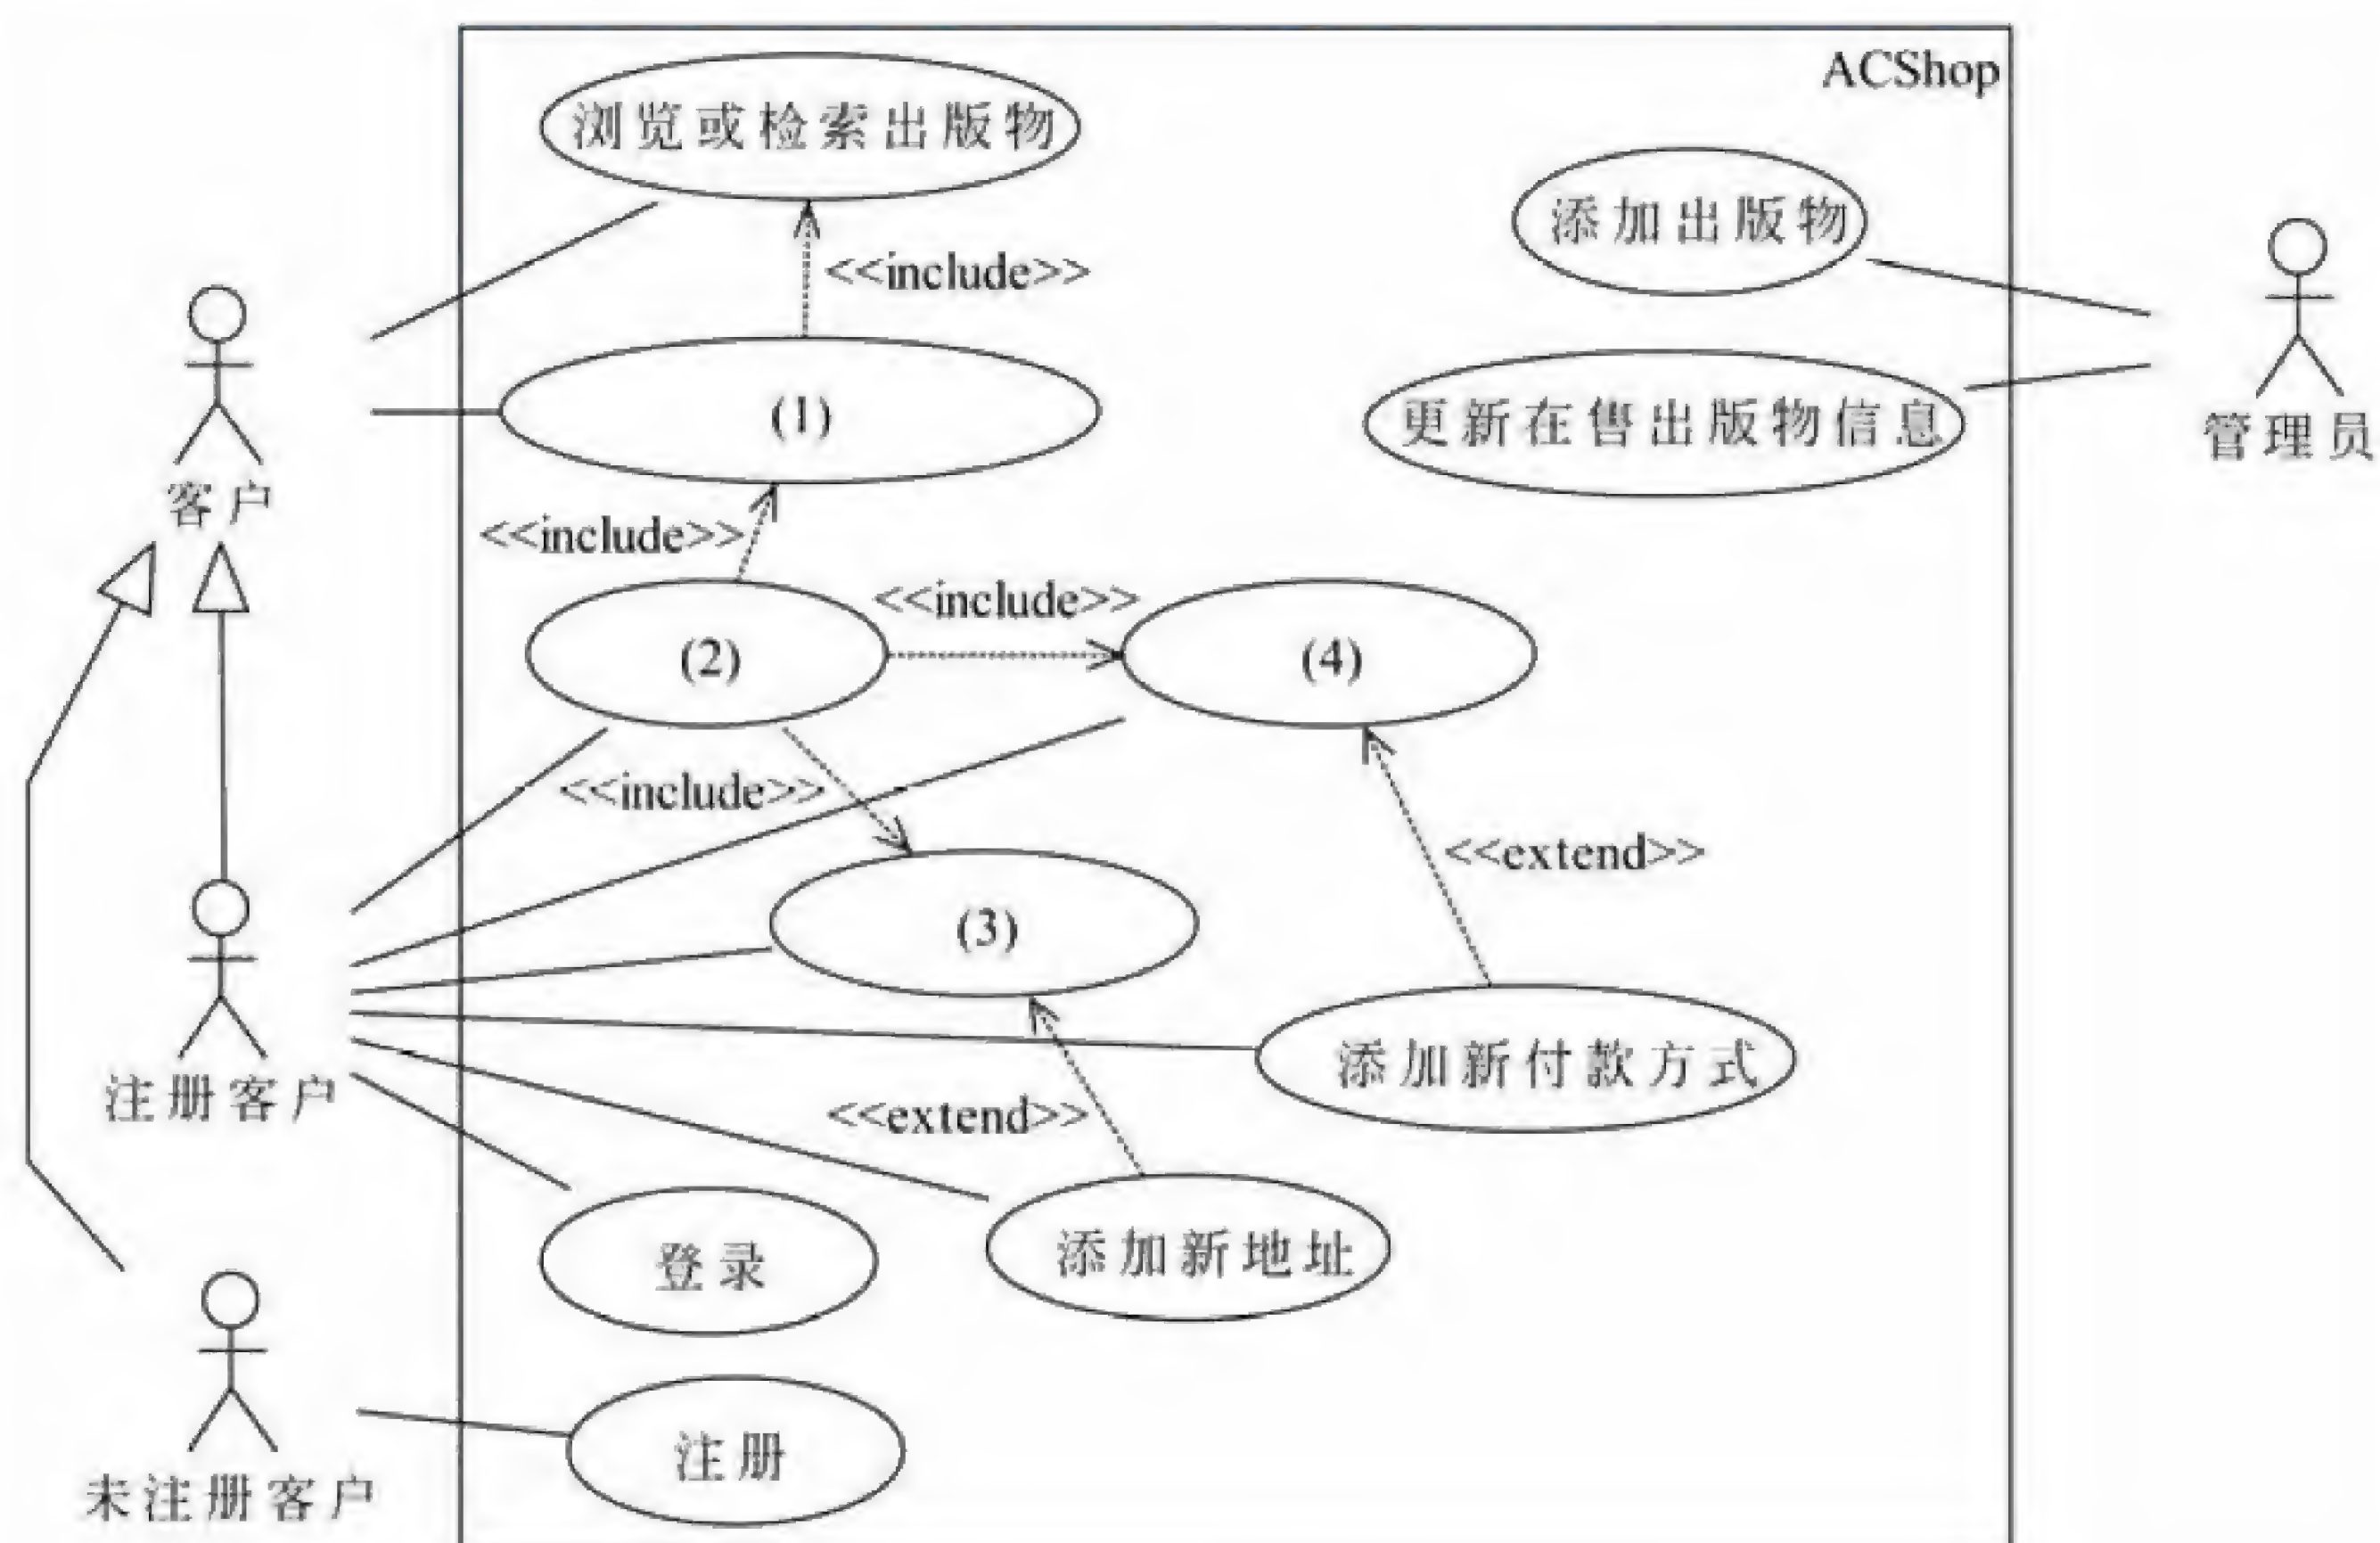 ACShop
浏览或检索出版物
添加出版物
<<include>>
(1)
更新在售出版物信息
管理员
客户
<<include>>
<<include>>
(2)
(4)
<<include>>
<<extend>>
(3)
添加新付款方式
注册客户
<<extend>>
登录
添加新地址
注册
未注册客户